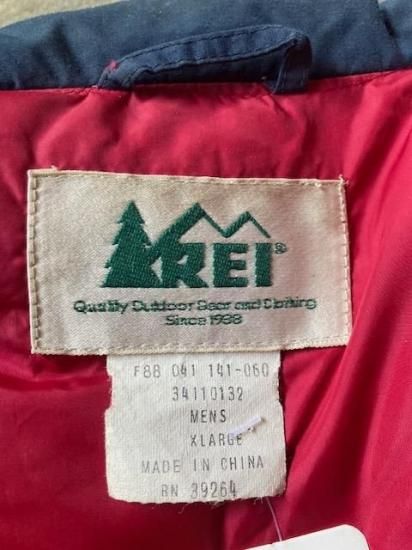 REI®
Quality Outdoor Gear and Clothing
Since 1938
F88 041 141-060
34110132
MENS
XLARGE
MADE IN CHINA
RN 39264